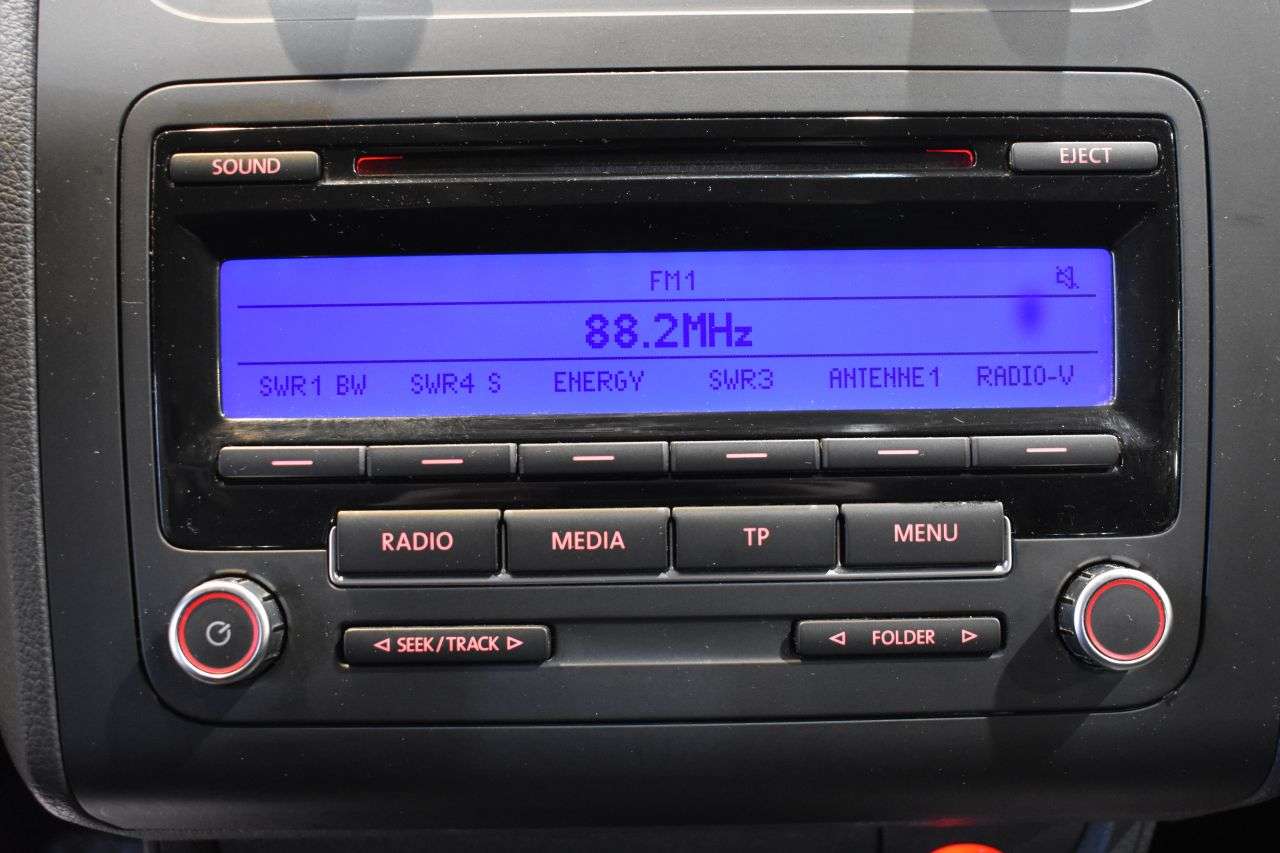 SOUND EJECT
FM1
88.2MHz
SWR1 BW SWR4 S ENERGY SWR3 ANTENNE1 RADIO-V
RADIO MEDIA TP MENU
SEEK/TRACK FOLDER